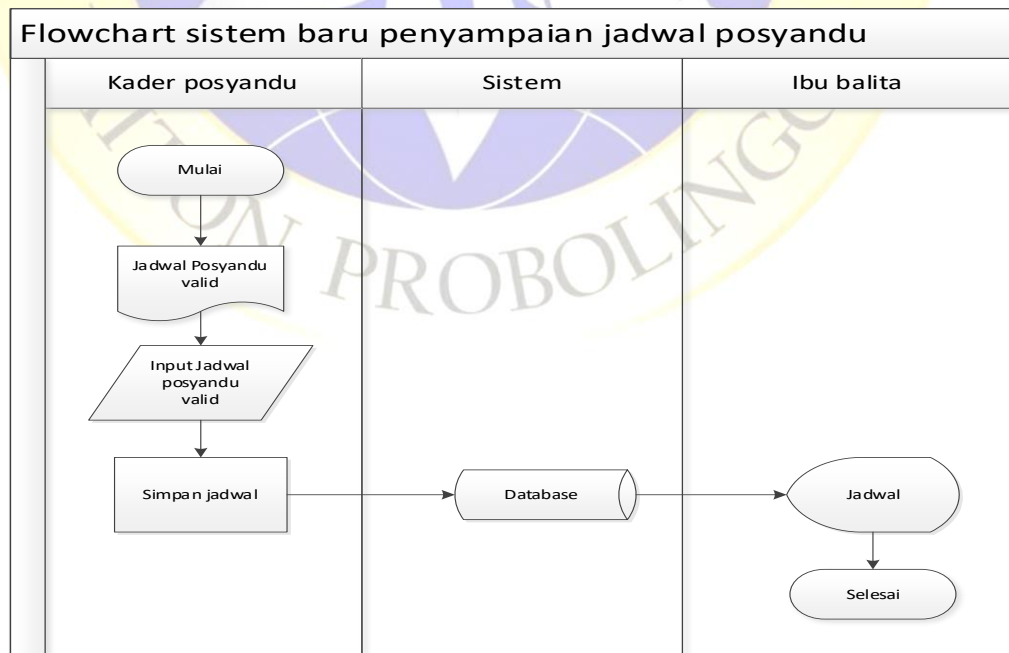 Flowchart sistem baru penyampaian jadwal posyandu
Kader posyandu
Sistem
Ibu balita
Mulai
Jadwal Posyandu
valid
Input Jadwal
posyandu
valid
Simpan jadwal
Database
Jadwal
Selesai
PROBOLINGGO